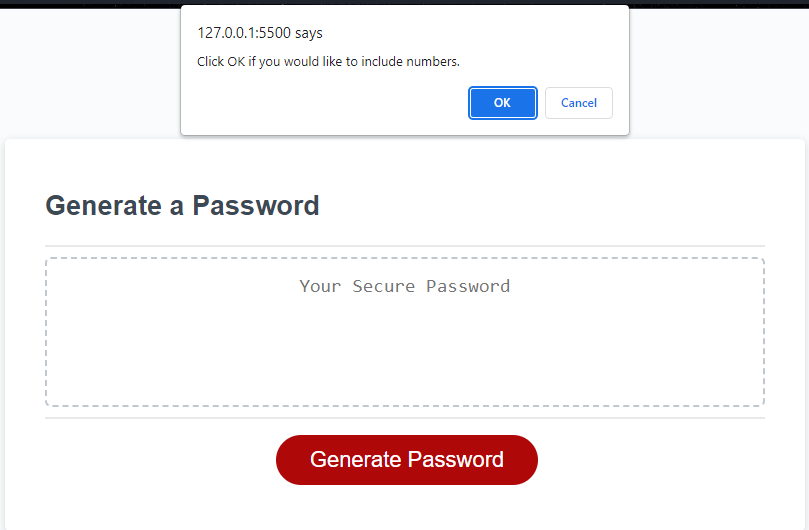 127.0.0.1:5500 says
Click OK if you would like to include numbers.
OK
Cancel
Generate a Password
Your Secure Password
Generate Password